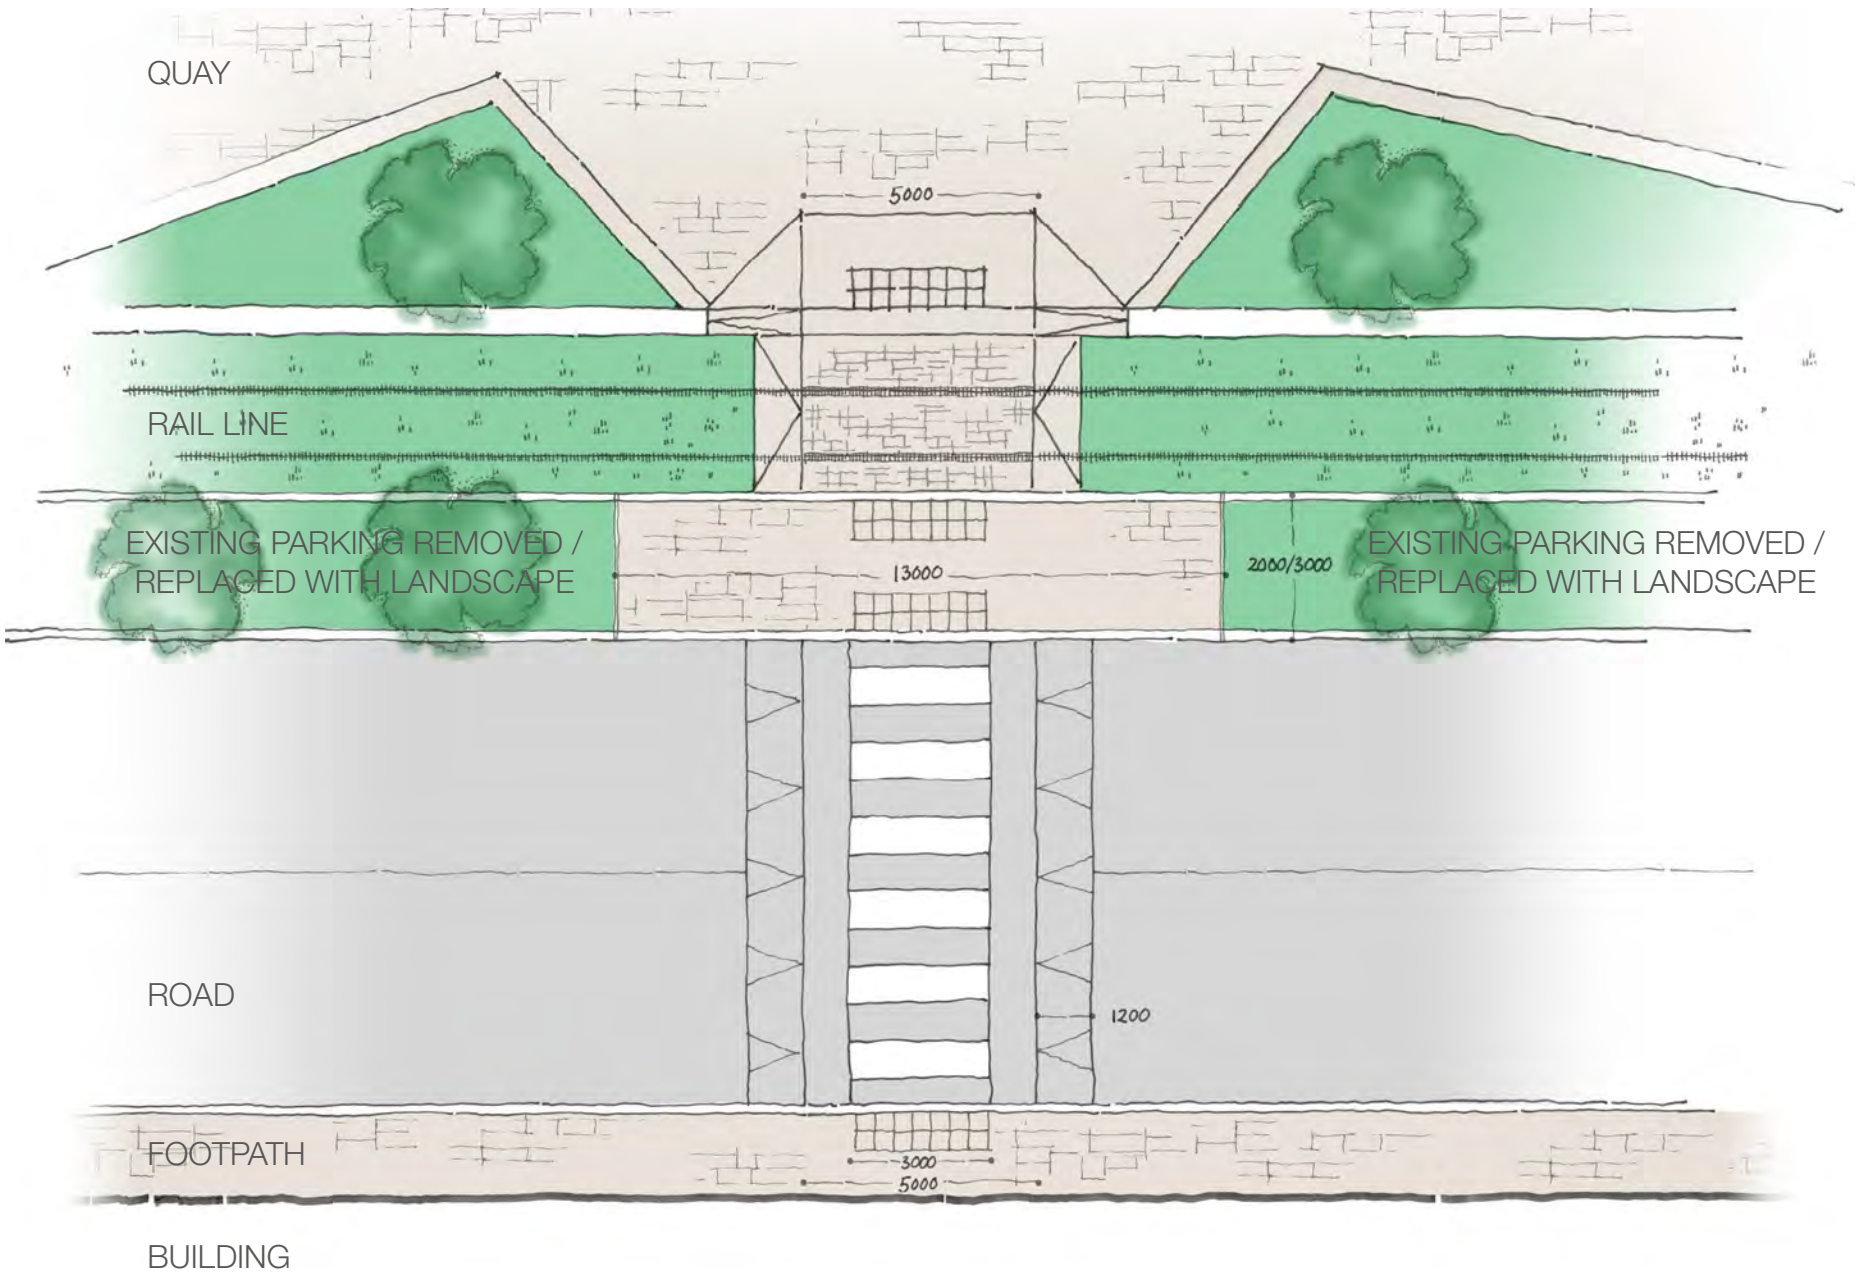 QUAY
5000
RAIL LINE
EXISTING PARKING REMOVED /
REPLACED WITH LANDSCAPE
13000
2000/3000
EXISTING PARKING REMOVED /
REPLACED WITH LANDSCAPE
ROAD
1200
FOOTPATH
3000
5000
BUILDING